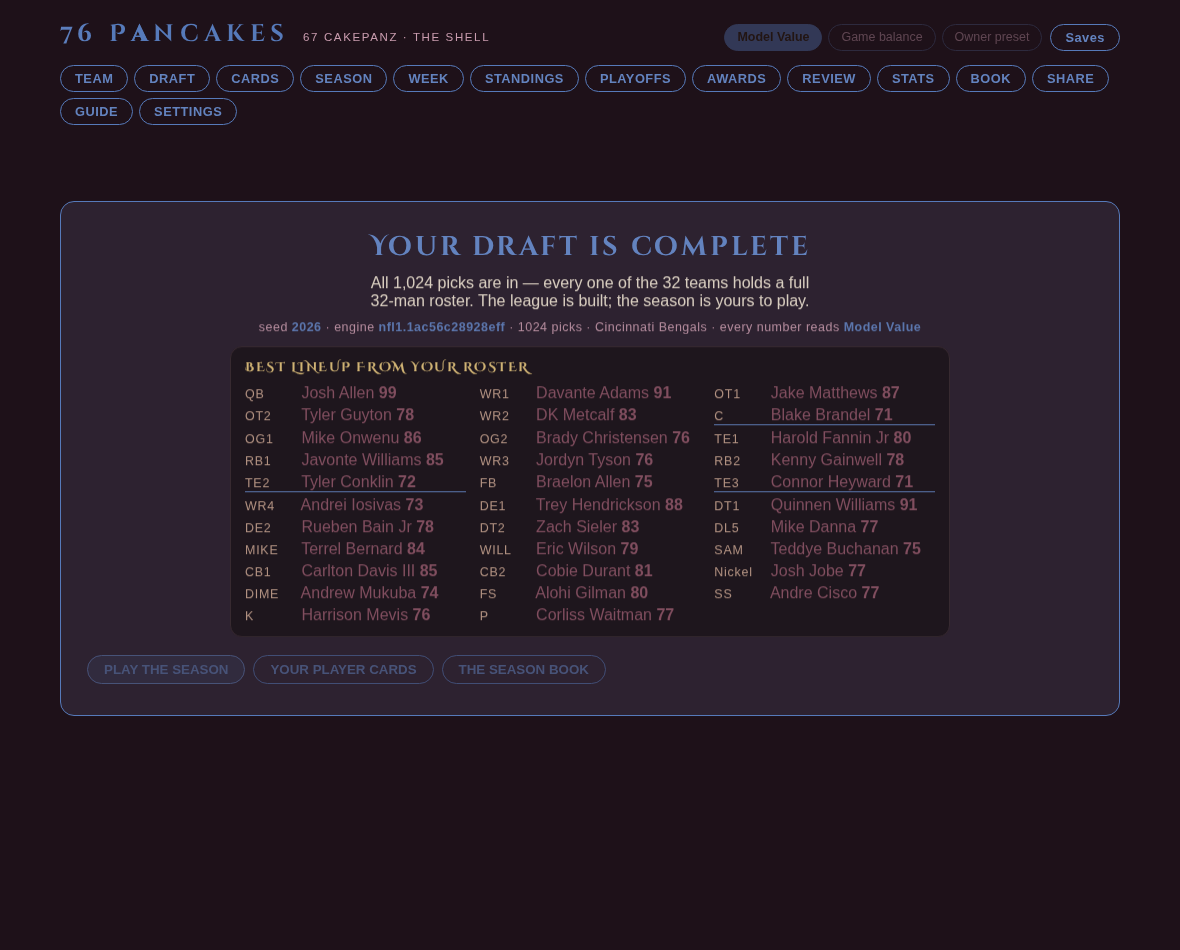 76 PANCAKES 67 CAKEPANZ · THE SHELL Model Value Game balance Owner preset Saves
TEAM DRAFT CARDS SEASON WEEK STANDINGS PLAYOFFS AWARDS REVIEW STATS BOOK SHARE
GUIDE SETTINGS
YOUR DRAFT IS COMPLETE
All 1,024 picks are in — every one of the 32 teams holds a full
32-man roster. The league is built; the season is yours to play.
seed 2026 · engine nfl1.1ac56c28928eff · 1024 picks · Cincinnati Bengals · every number reads Model Value
BEST LINEUP FROM YOUR ROSTER
QB Josh Allen 99 WR1 Davante Adams 91 OT1 Jake Matthews 87
OT2 Tyler Guyton 78 WR2 DK Metcalf 83 C Blake Brandel 71
OG1 Mike Onwenu 86 OG2 Brady Christensen 76 TE1 Harold Fannin Jr 80
RB1 Javonte Williams 85 WR3 Jordyn Tyson 76 RB2 Kenny Gainwell 78
TE2 Tyler Conklin 72 FB Braelon Allen 75 TE3 Connor Heyward 71
WR4 Andrei Iosivas 73 DE1 Trey Hendrickson 88 DT1 Quinnen Williams 91
DE2 Rueben Bain Jr 78 DT2 Zach Sieler 83 DL5 Mike Danna 77
MIKE Terrel Bernard 84 WILL Eric Wilson 79 SAM Teddye Buchanan 75
CB1 Carlton Davis III 85 CB2 Cobie Durant 81 Nickel Josh Jobe 77
DIME Andrew Mukuba 74 FS Alohi Gilman 80 SS Andre Cisco 77
K Harrison Mevis 76 P Corliss Waitman 77
PLAY THE SEASON YOUR PLAYER CARDS THE SEASON BOOK